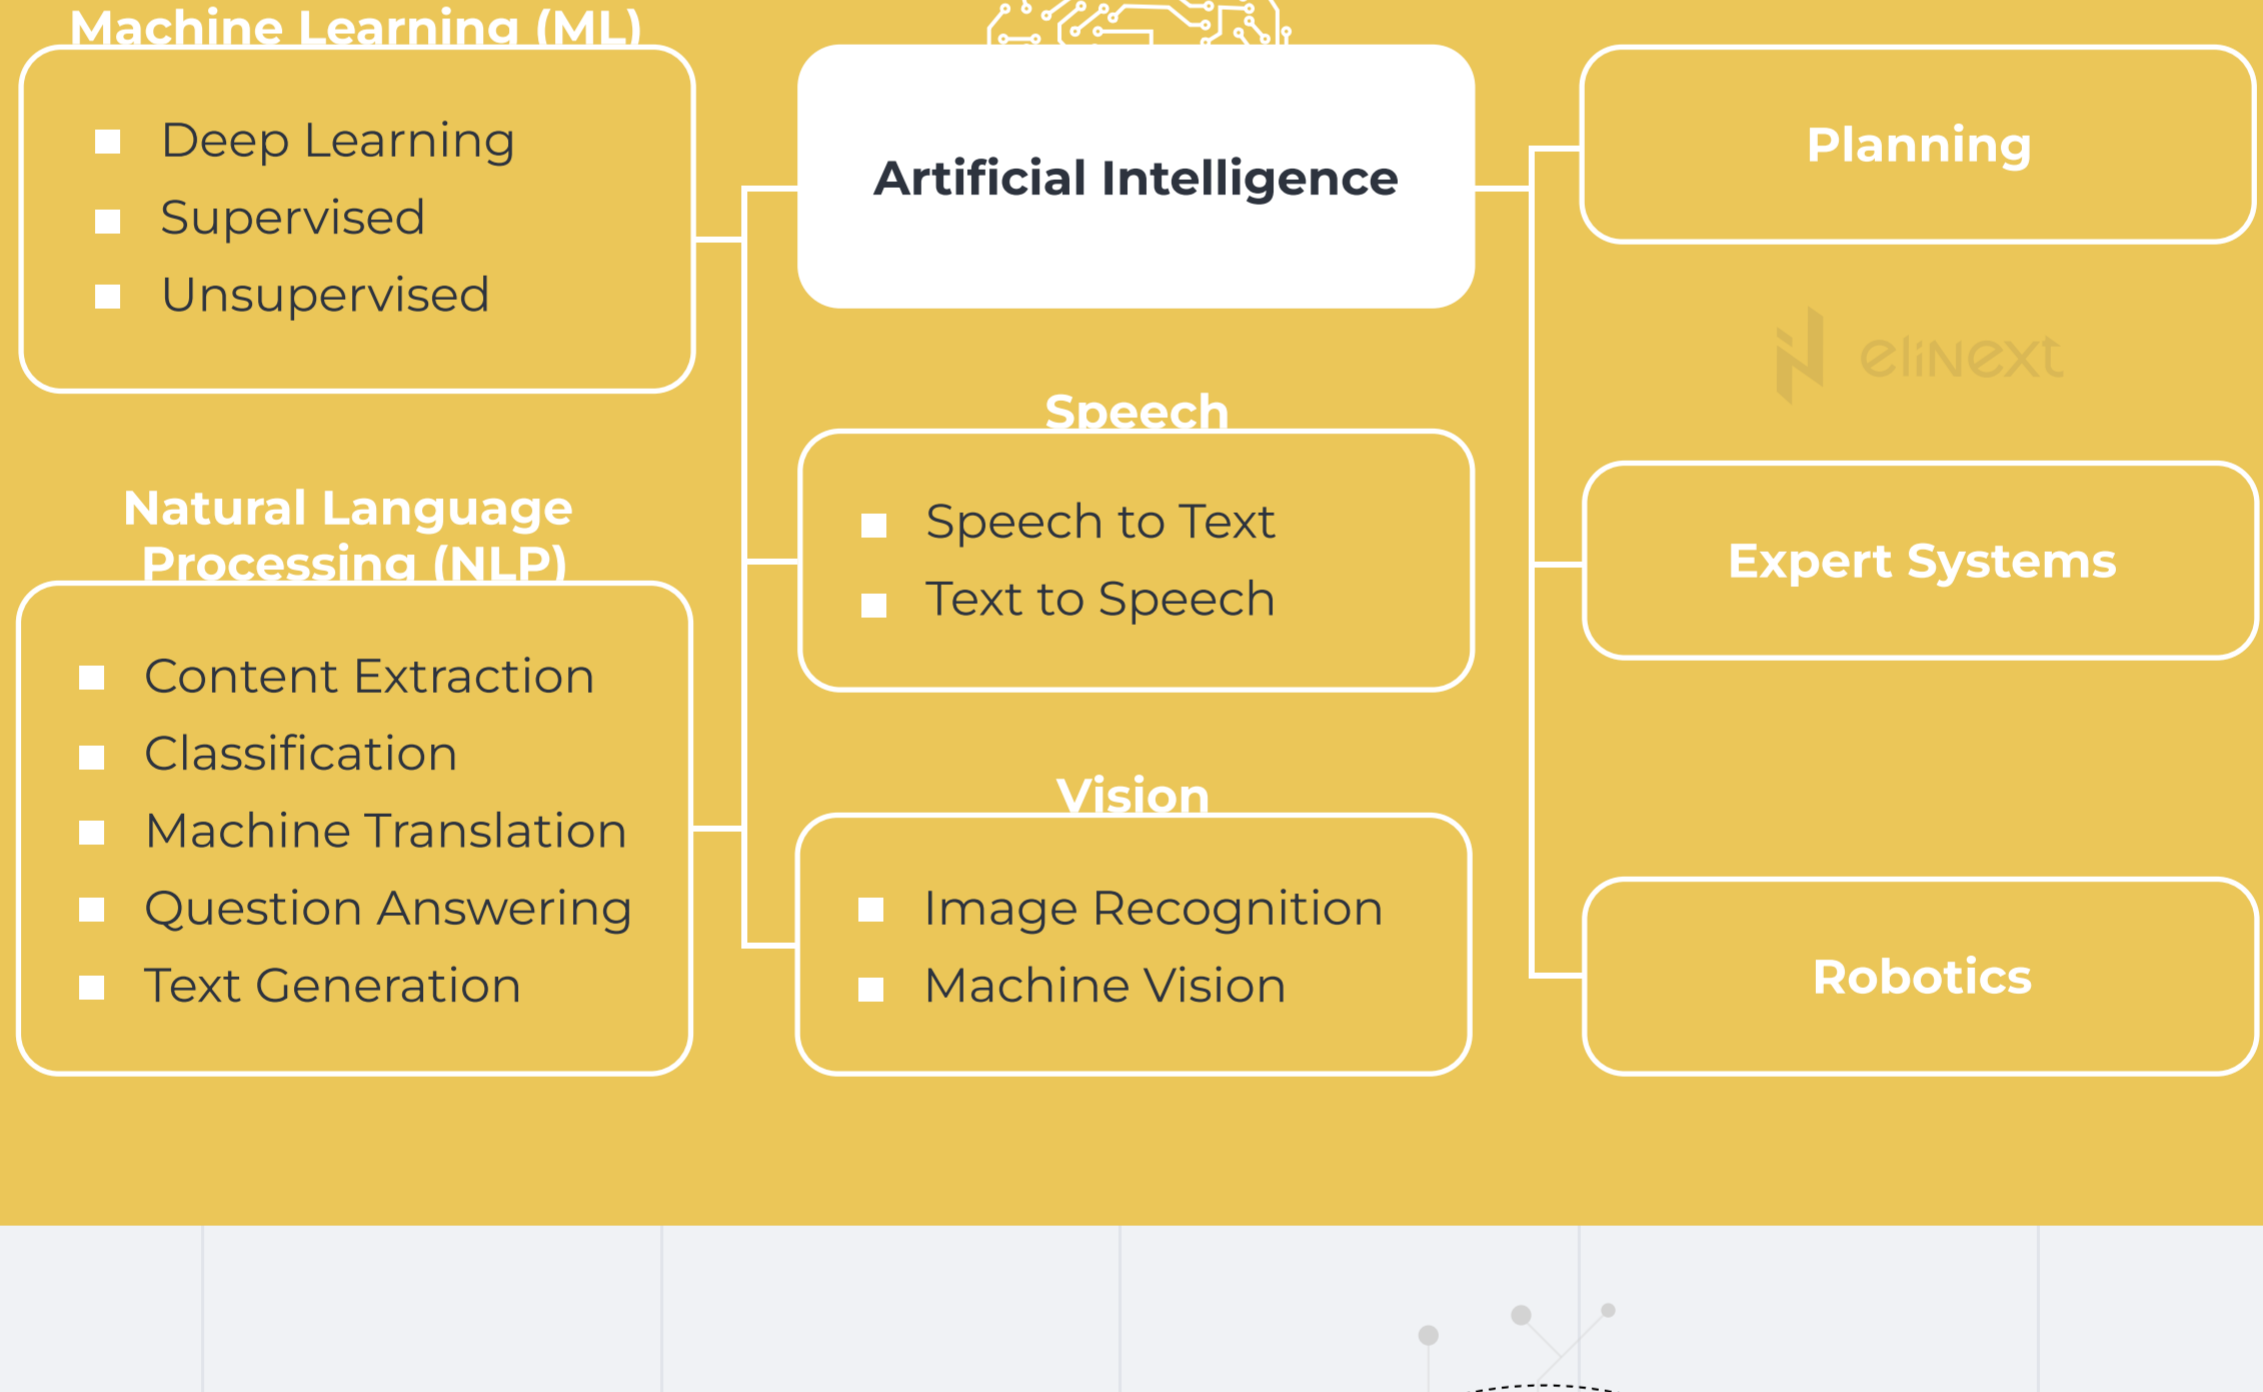 Machine Learning (ML)
Deep Learning
Supervised
Unsupervised
Natural Language
Processing (NLP)
Content Extraction
Classification
Machine Translation
Question Answering
Text Generation
Artificial Intelligence
Speech
Speech to Text
Text to Speech
Vision
Image Recognition
Machine Vision
Planning
eliNext
Expert Systems
Robotics